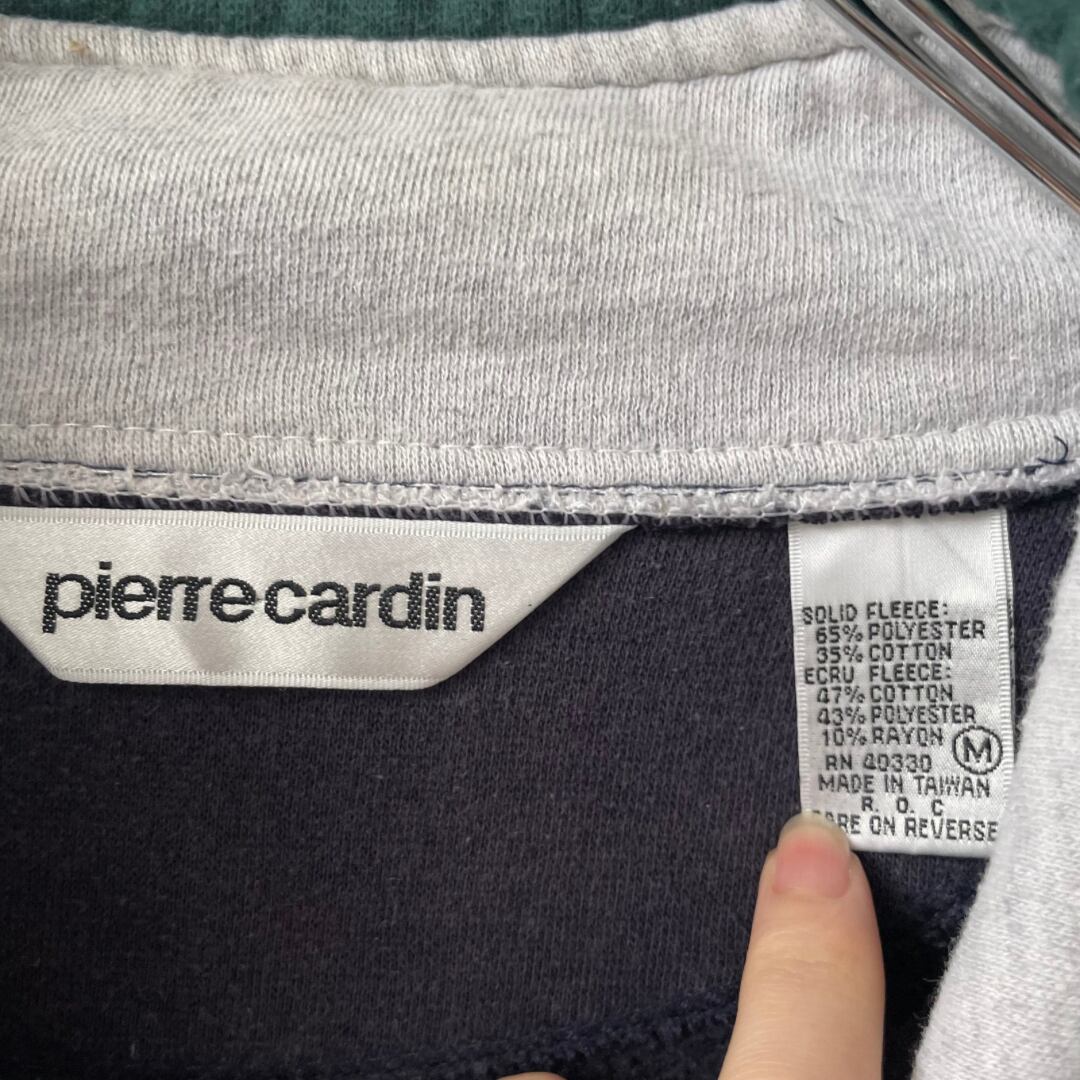 pierre cardin
SOLID FLEECE:
65% POLYESTER
35% COTTON
ECRU FLEECE:
47% COTTON
43% POLYESTER
10% RAYON
M
RN 40330
MADE IN TAIWAN
R. O. C
CARE ON REVERSE